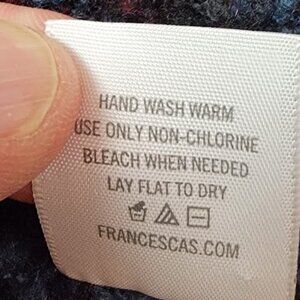 HAND WASH WARM
USE ONLY NON-CHLORINE
BLEACH WHEN NEEDED
LAY FLAT TO DRY
FRANCESCAS.COM